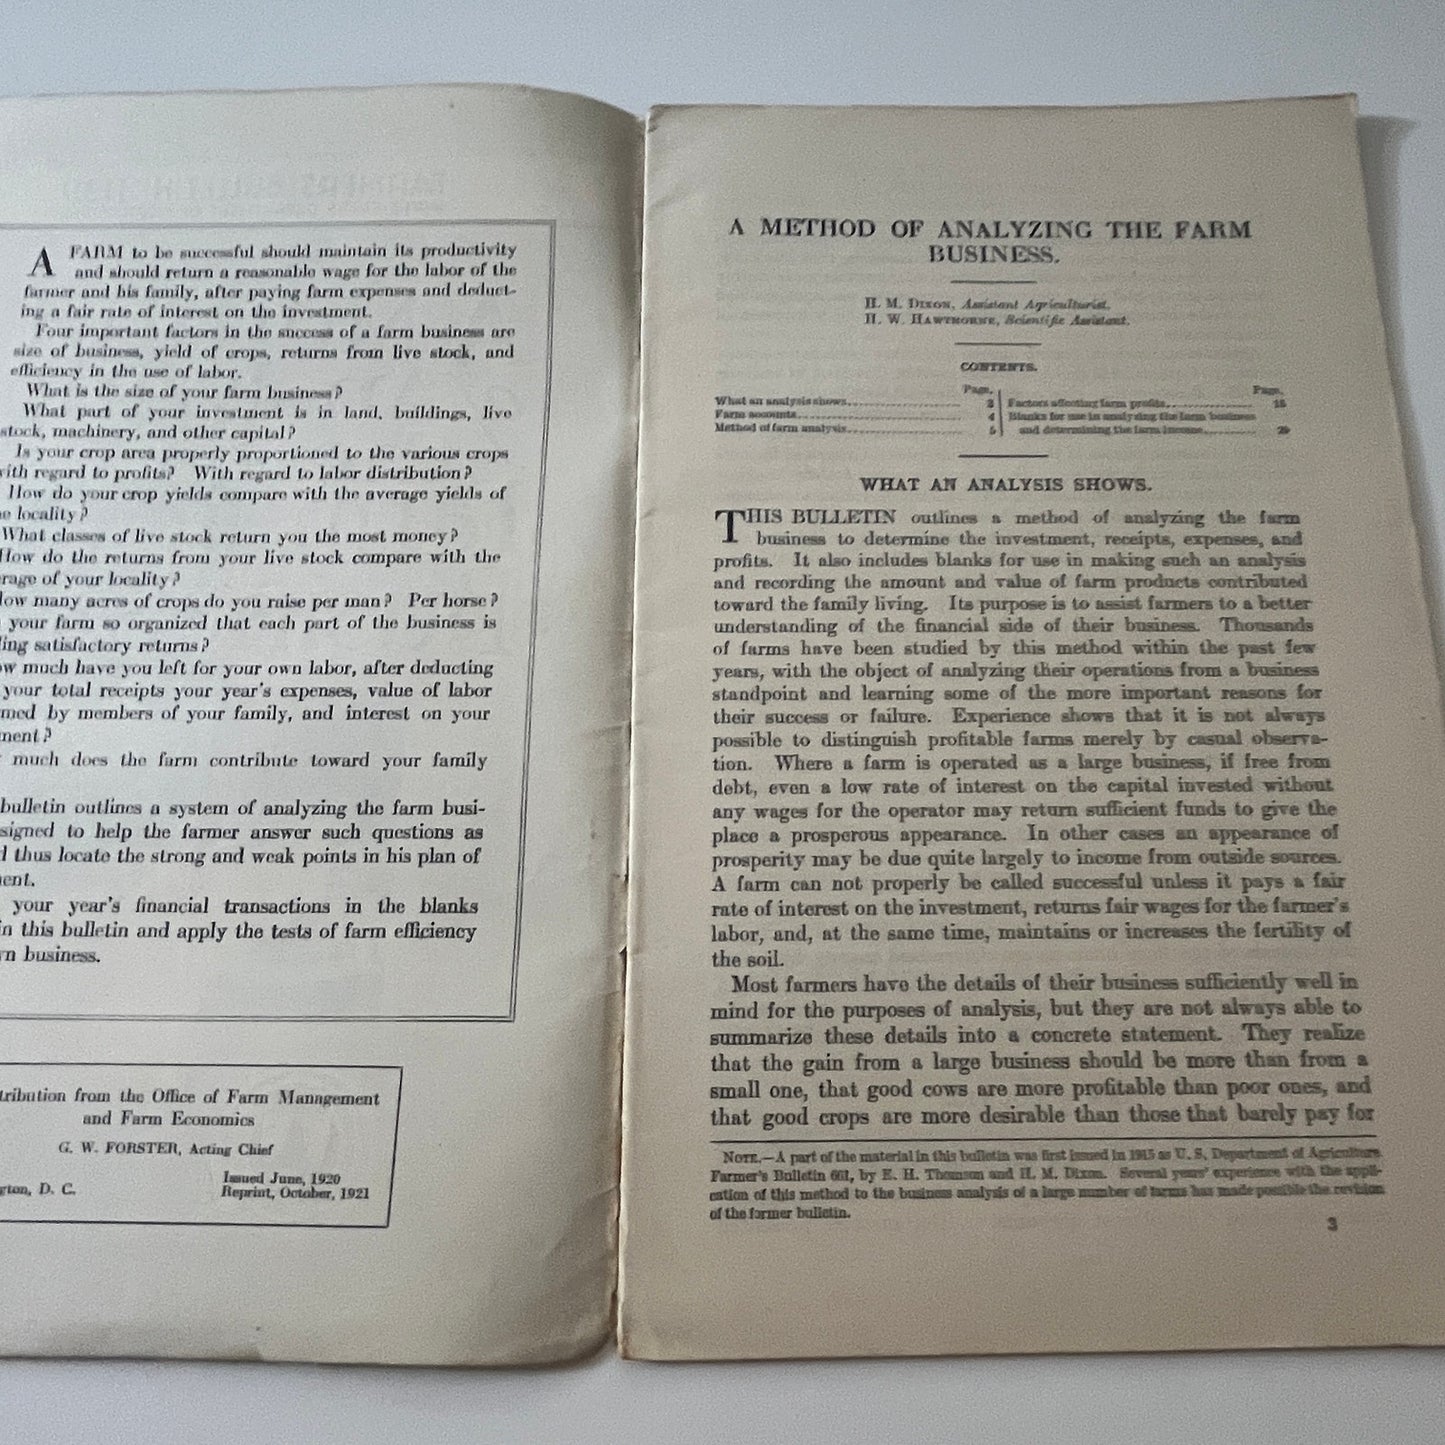 A FARM to be successful should maintain its productivity
and should return a reasonable wage for the labor of the
farmer and his family, after paying farm expenses and deduct-
ing a fair rate of interest on the investment.
Four important factors in the success of a farm business are
size of business, yield of crops, returns from live stock, and
efficiency in the use of labor.
What is the size of your farm business?
What part of your investment is in land, buildings, live
stock, machinery, and other capital?
Is your crop area properly proportioned to the various crops
with regard to profits? With regard to labor distribution?
How do your crop yields compare with the average yields of
locality?
What classes of live stock return you the most money?
How do the returns from your live stock compare with the
rage of your locality?
How many acres of crops do you raise per man? Per horse?
your farm so organized that each part of the business is
ling satisfactory returns?
ow much have you left for your own labor, after deducting
your total receipts your year's expenses, value of labor
med by members of your family, and interest on your
ment?
much does the farm contribute toward your family
bulletin outlines a system of analyzing the farm busi-
signed to help the farmer answer such questions as
d thus locate the strong and weak points in his plan of
ent.
your year's financial transactions in the blanks
in this bulletin and apply the tests of farm efficiency
n business.
tribution from the Office of Farm Management
and Farm Economics
G. W. FORSTER, Acting Chief
gton, D. C.
Issued June, 1920
Reprint, October, 1921
A METHOD OF ANALYZING THE FARM
BUSINESS.
H. M. DIXON, Assistant Agriculturist.
H. W. HAWTHORNE, Scientific Assistant.
CONTENTS.
Page.
What an analysis shows 3
Farm accounts 4
Method of farm analysis 5
Page.
Factors affecting farm profits
Blanks for use in analyzing the farm business
and determining the farm income
WHAT AN ANALYSIS SHOWS.
THIS BULLETIN outlines a method of analyzing the farm
business to determine the investment, receipts, expenses, and
profits. It also includes blanks for use in making such an analysis
and recording the amount and value of farm products contributed
toward the family living. Its purpose is to assist farmers to a better
understanding of the financial side of their business. Thousands
of farms have been studied by this method within the past few
years, with the object of analyzing their operations from a business
standpoint and learning some of the more important reasons for
their success or failure. Experience shows that it is not always
possible to distinguish profitable farms merely by casual observa-
tion. Where a farm is operated as a large business, if free from
debt, even a low rate of interest on the capital invested without
any wages for the operator may return sufficient funds to give the
place a prosperous appearance. In other cases an appearance of
prosperity may be due quite largely to income from outside sources.
A farm can not properly be called successful unless it pays a fair
rate of interest on the investment, returns fair wages for the farmer's
labor, and, at the same time, maintains or increases the fertility of
the soil.
Most farmers have the details of their business sufficiently well in
mind for the purposes of analysis, but they are not always able to
summarize these details into a concrete statement. They realize
that the gain from a large business should be more than from a
small one, that good cows are more profitable than poor ones, and
that good crops are more desirable than those that barely pay for
NOTE.—A part of the material in this bulletin was first issued in 1915 as U. S. Department of Agriculture
Farmer's Bulletin 661, by E. H. Thomson and H. M. Dixon. Several years' experience with the appli-
cation of this method to the business analysis of a large number of farms has made possible the revision
of the former bulletin.
3